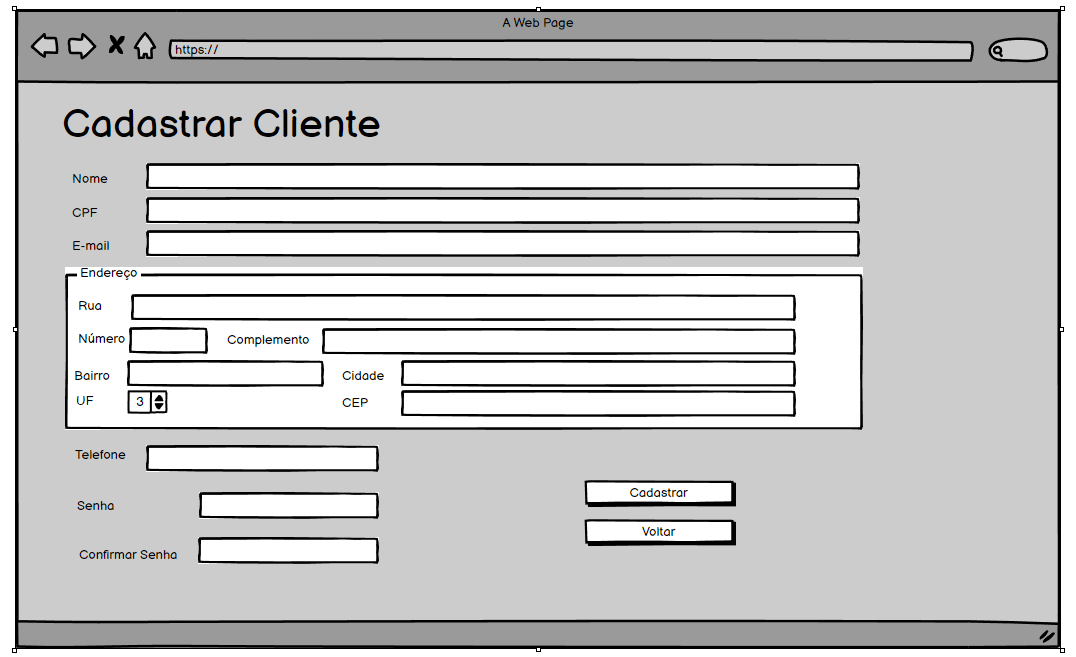 A Web Page
https://
Cadastrar Cliente
Nome
CPF
E-mail
Endereço
Rua
Número Complemento
Bairro Cidade
UF 3 CEP
Telefone
Senha
Cadastrar
Voltar
Confirmar Senha